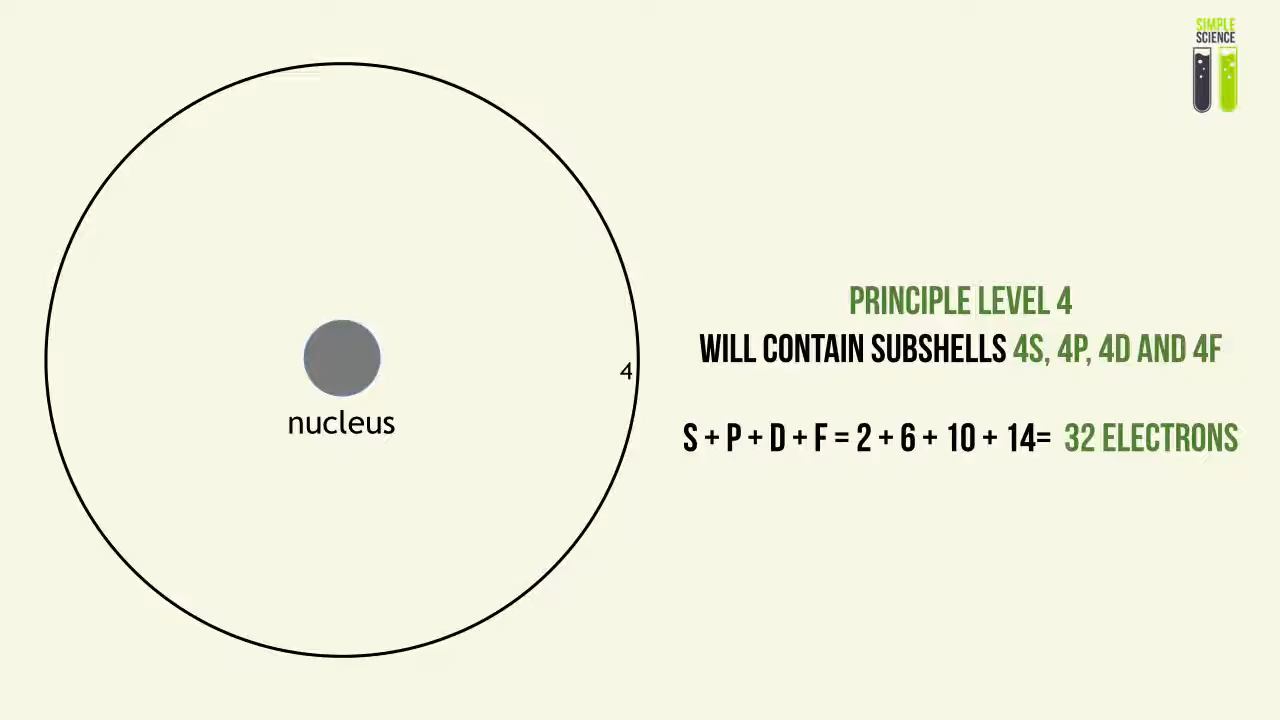 SIMPLE
SCIENCE
PRINCIPLE LEVEL 4
WILL CONTAIN SUBSHELLS 4S, 4P, 4D AND 4F
4
nucleus
S + P + D + F = 2 + 6 + 10 + 14= 32 ELECTRONS